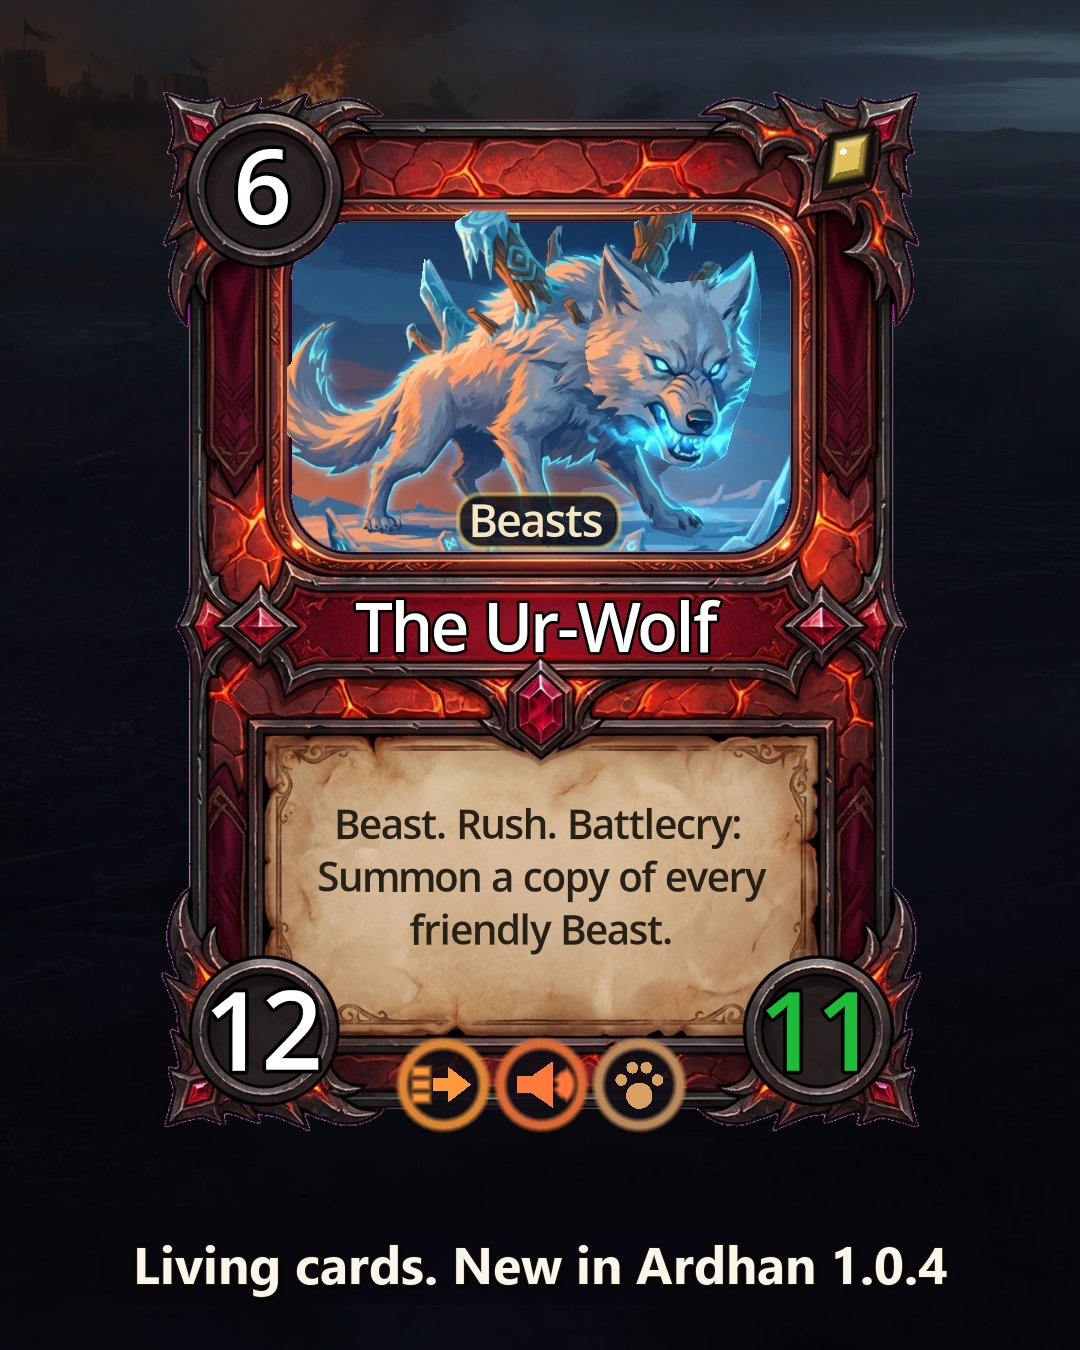 6
Beasts
The Ur-Wolf
Beast. Rush. Battlecry:
Summon a copy of every
friendly Beast.
12
11
Living cards. New in Ardhan 1.0.4